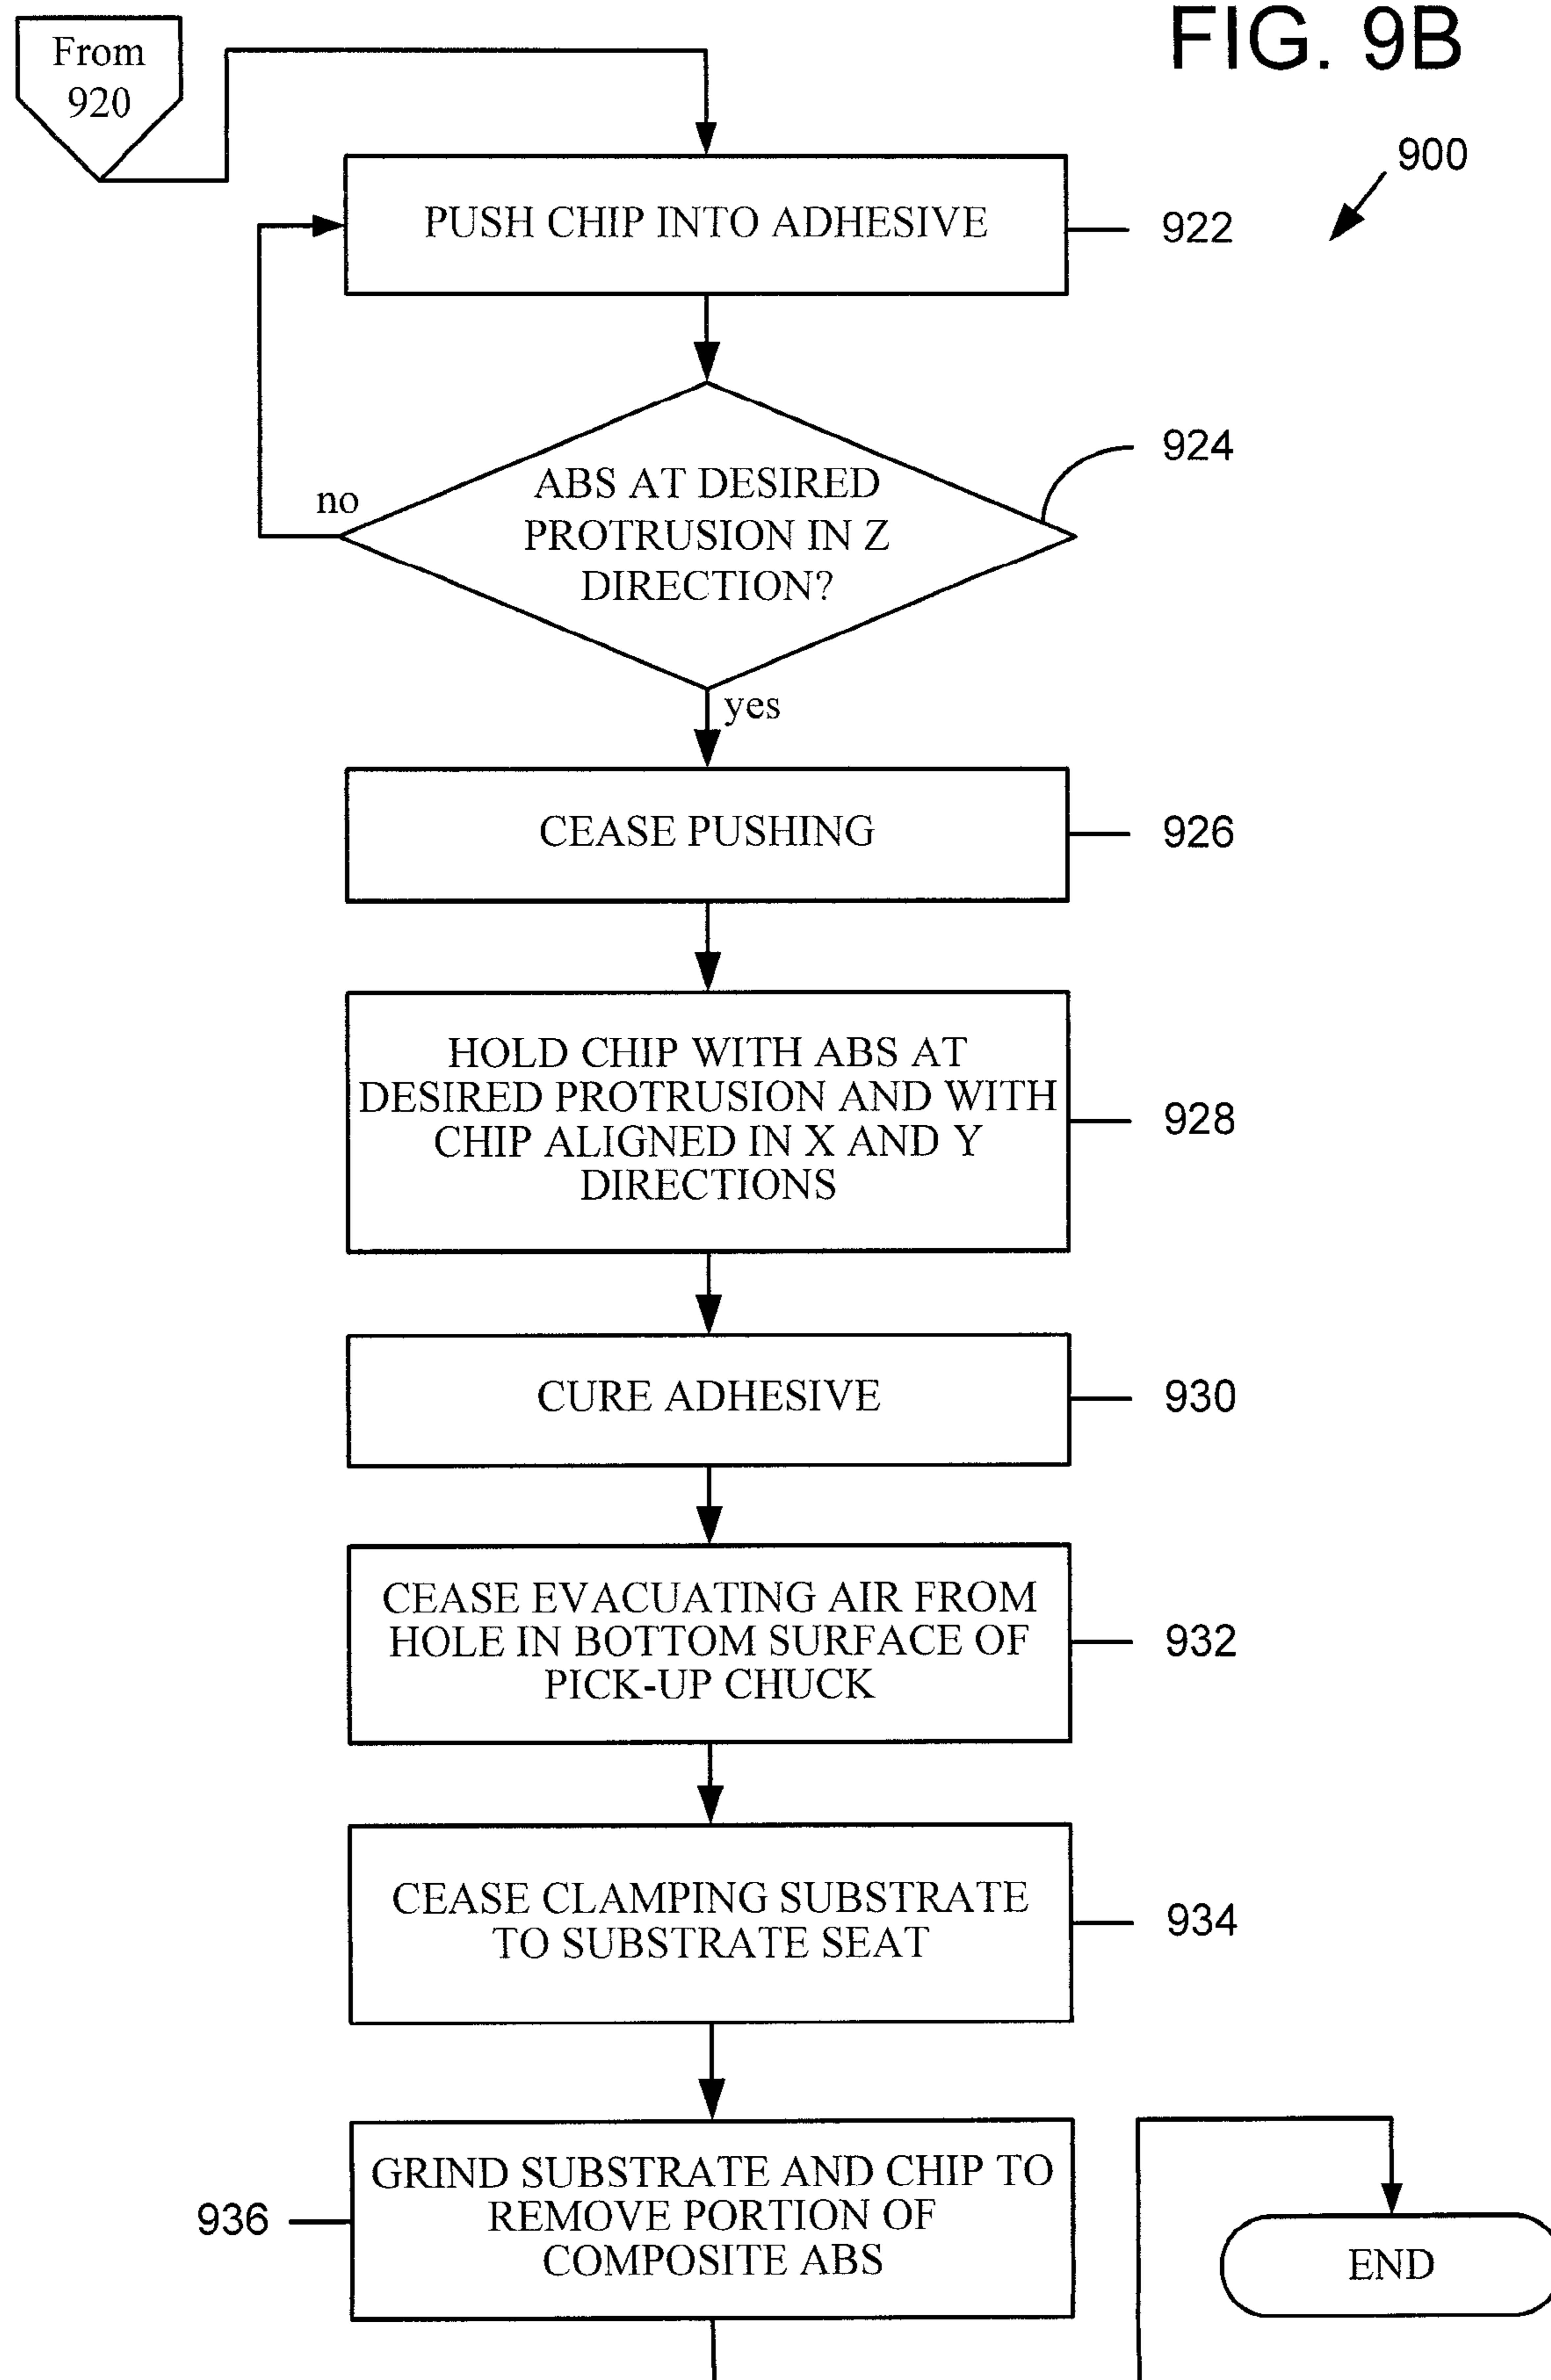 FIG. 9B
From
920
900
PUSH CHIP INTO ADHESIVE
922
ABS AT DESIRED
PROTRUSION IN Z
DIRECTION?
924
no
yes
CEASE PUSHING
926
HOLD CHIP WITH ABS AT
DESIRED PROTRUSION AND WITH
CHIP ALIGNED IN X AND Y
DIRECTIONS
928
CURE ADHESIVE
930
CEASE EVACUATING AIR FROM
HOLE IN BOTTOM SURFACE OF
PICK-UP CHUCK
932
CEASE CLAMPING SUBSTRATE
TO SUBSTRATE SEAT
934
GRIND SUBSTRATE AND CHIP TO
REMOVE PORTION OF
COMPOSITE ABS
936
END